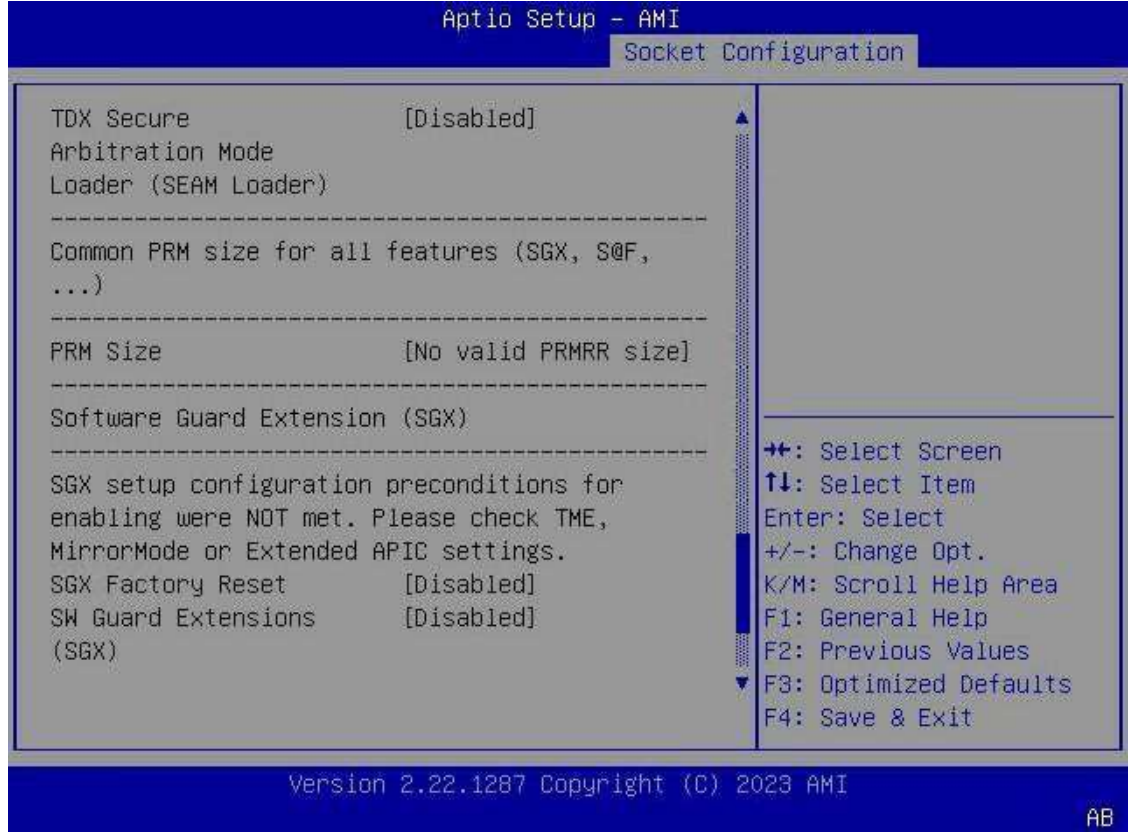 Aptio Setup – AMI
Socket Configuration
TDX Secure [Disabled]
Arbitration Mode
Loader (SEAM Loader)
------------------------------------------------
Common PRM size for all features (SGX, S@F,
...)
------------------------------------------------
PRM Size [No valid PRMRR size]
------------------------------------------------
Software Guard Extension (SGX)
------------------------------------------------
SGX setup configuration preconditions for
enabling were NOT met. Please check TME,
MirrorMode or Extended APIC settings.
SGX Factory Reset [Disabled]
SW Guard Extensions [Disabled]
(SGX)
→←: Select Screen
↑↓: Select Item
Enter: Select
+/-: Change Opt.
K/M: Scroll Help Area
F1: General Help
F2: Previous Values
F3: Optimized Defaults
F4: Save & Exit
Version 2.22.1287 Copyright (C) 2023 AMI
AB